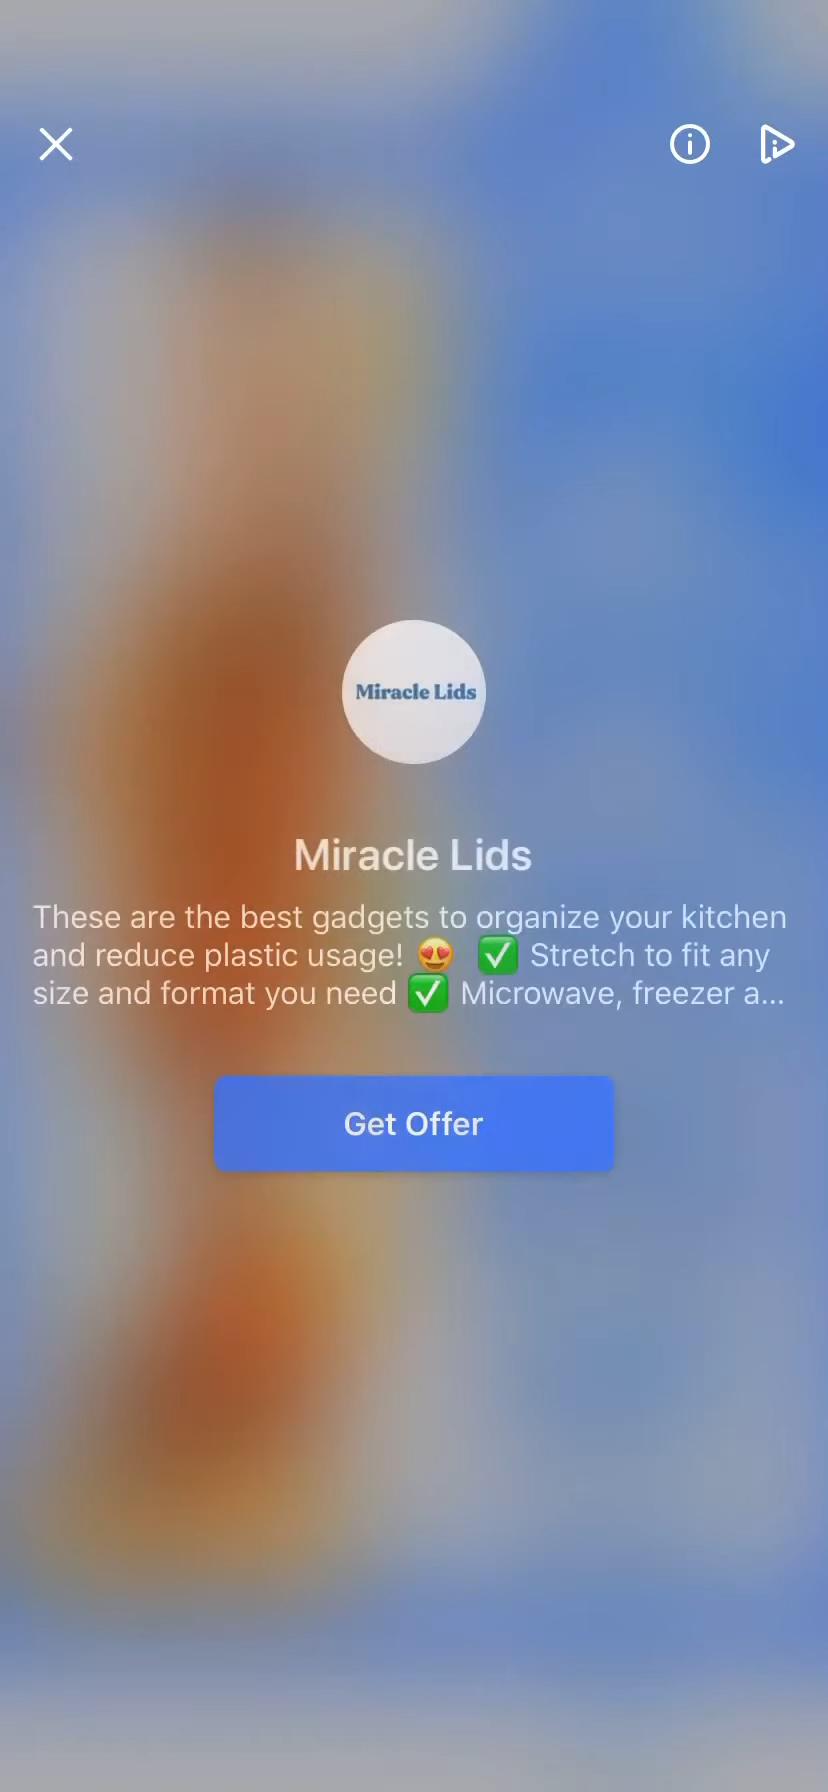 Miracle Lids
Miracle Lids
These are the best gadgets to organize your kitchen
and reduce plastic usage! 😍 ✅ Stretch to fit any
size and format you need ✅ Microwave, freezer a...
Get Offer